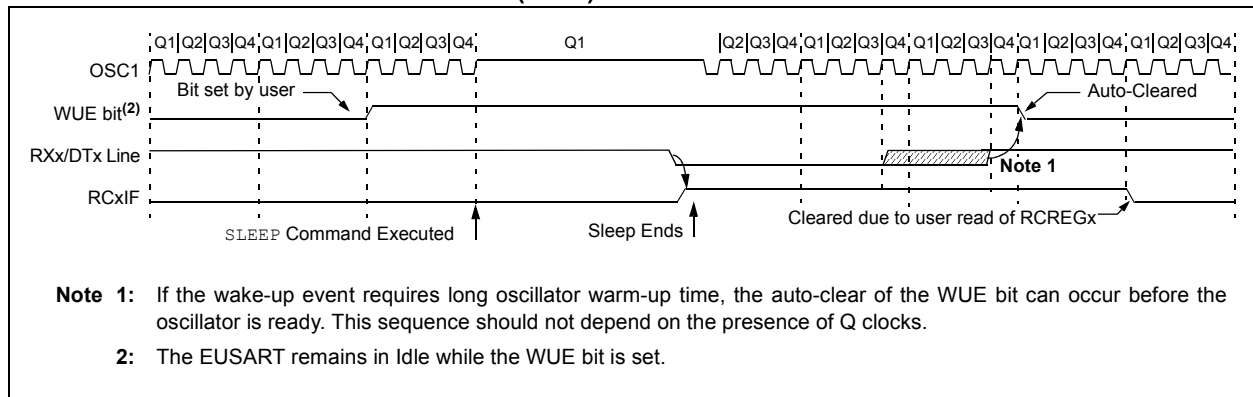 Q1 Q2 Q3 Q4 Q1 Q2 Q3 Q4 Q1 Q2 Q3 Q4 Q1 Q2 Q3 Q4 Q1 Q2 Q3 Q4 Q1 Q2 Q3 Q4 Q1 Q2 Q3 Q4
OSC1
Bit set by user
Auto-Cleared
WUE bit(2)
RXx/DTx Line
Note 1
RCxIF
Cleared due to user read of RCREGx
SLEEP Command Executed
Sleep Ends
Note 1: If the wake-up event requires long oscillator warm-up time, the auto-clear of the WUE bit can occur before the
oscillator is ready. This sequence should not depend on the presence of Q clocks.
2: The EUSART remains in Idle while the WUE bit is set.